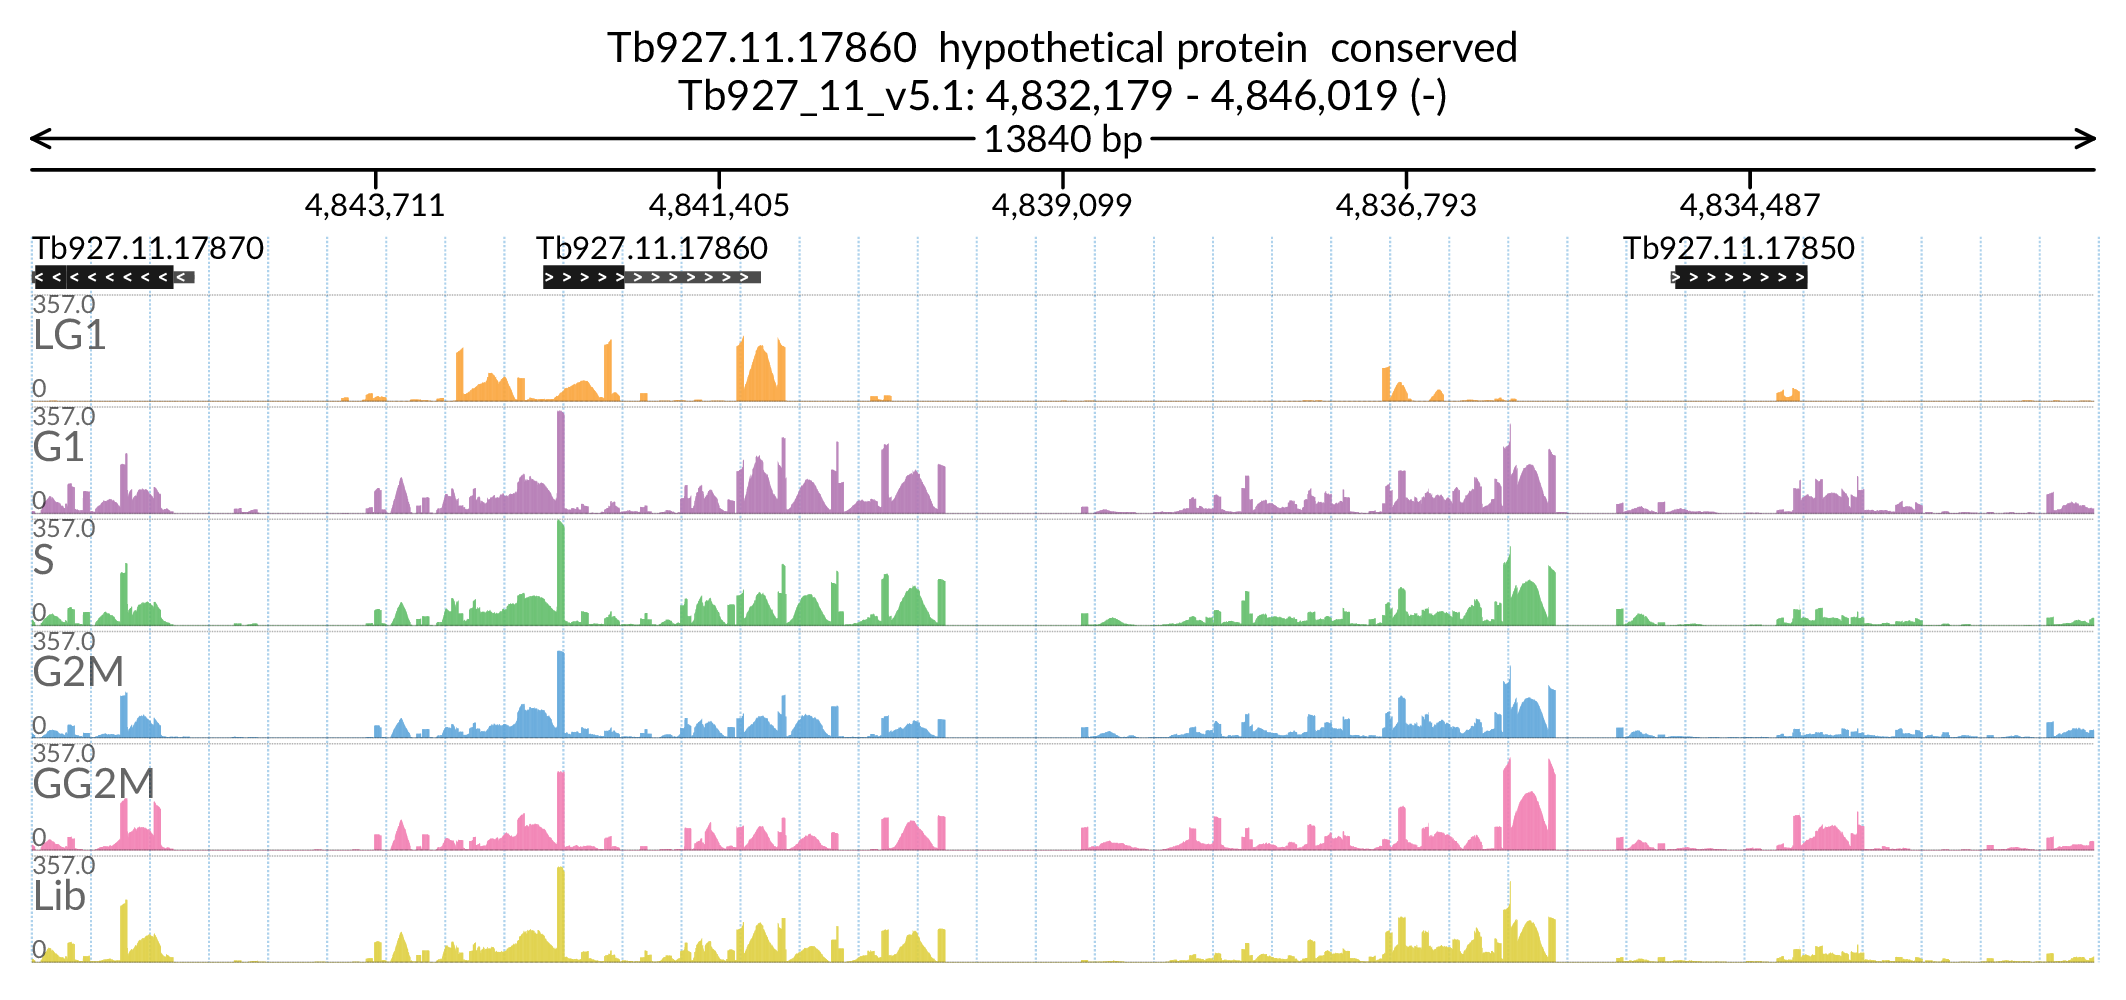 Tb927.11.17860 hypothetical protein conserved
Tb927_11_v5.1: 4,832,179 - 4,846,019 (-)
13840 bp
4,843,711 4,841,405 4,839,099 4,836,793 4,834,487
Tb927.11.17870 Tb927.11.17860 Tb927.11.17850
357.0
LG1
0
357.0
G1
0
357.0
S
0
357.0
G2M
0
357.0
GG2M
0
357.0
Lib
0